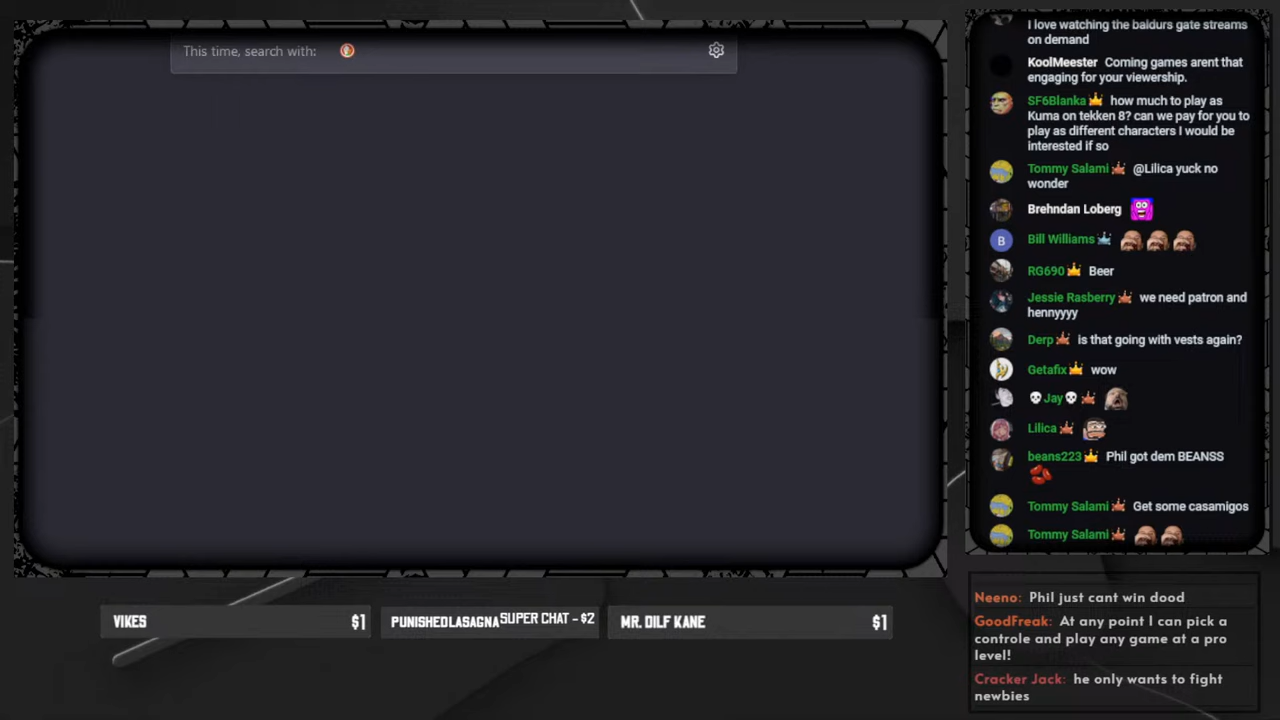 This time, search with:
I love watching the baldurs gate streams
on demand
KoolMeester Coming games arent that
engaging for your viewership.
SF6Blanka how much to play as
Kuma on tekken 8? can we pay for you to
play as different characters I would be
interested if so
Tommy Salami @Lilica yuck no
wonder
Brehndan Loberg
B
Bill Williams
RG690 Beer
Jessie Rasberry we need patron and
hennyyyy
Derp is that going with vests again?
Getafix wow
💀Jay💀
Lilica
beans223 Phil got dem BEANSS
Tommy Salami Get some casamigos
Tommy Salami
Neeno: Phil just cant win dood
GoodFreak: At any point I can pick a
controle and play any game at a pro
level!
Cracker Jack: he only wants to fight
newbies
VIKES $1
PUNISHEDLASAGNA SUPER CHAT - $2
MR. DILF KANE $1